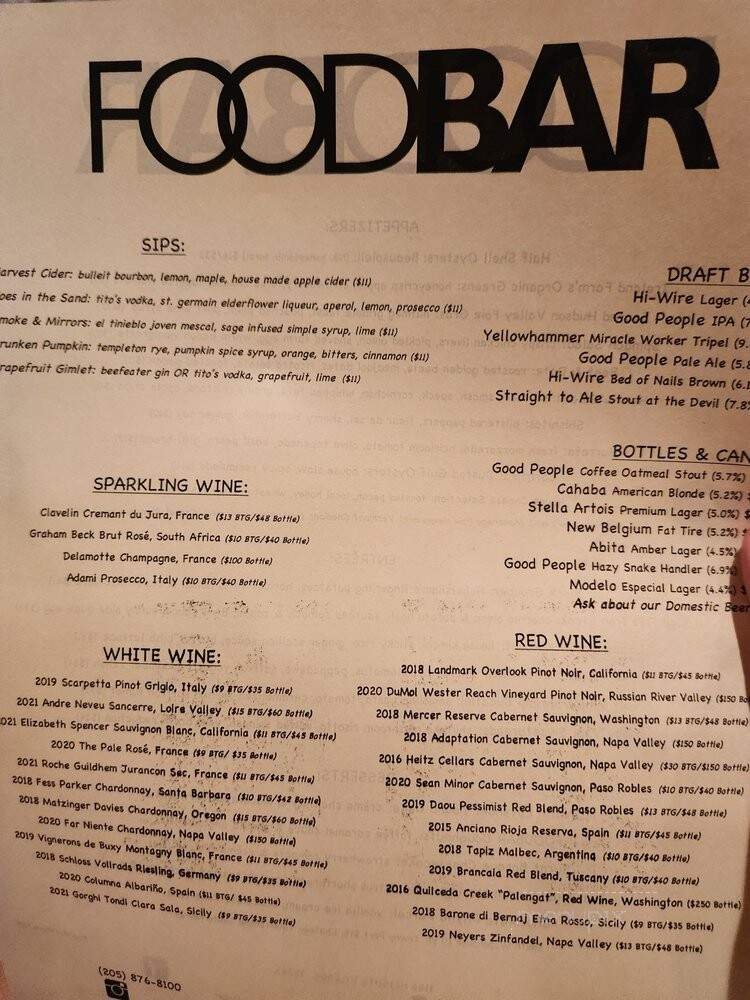 FOODBAR
SIPS:
arvest Cider: bulleit bourbon, lemon, maple, house made apple cider ($11)
oes in the Sand: tito's vodka, st. germain elderflower liqueur, aperol, lemon, prosecco ($11)
moke & Mirrors: el tinieblo joven mescal, sage infused simple syrup, lime ($11)
runken Pumpkin: templeton rye, pumpkin spice syrup, orange, bitters, cinnamon ($11)
rapefruit Gimlet: beefeater gin OR tito's vodka, grapefruit, lime ($11)
DRAFT B
Hi-Wire Lager (4
Good People IPA (7
Yellowhammer Miracle Worker Tripel (9.
Good People Pale Ale (5.8
Hi-Wire Bed of Nails Brown (6.1
Straight to Ale Stout at the Devil (7.8
BOTTLES & CAN
Good People Coffee Oatmeal Stout (5.7%)
Cahaba American Blonde (5.2%) $
Stella Artois Premium Lager (5.0%) $
New Belgium Fat Tire (5.2%) $
Abita Amber Lager (4.5%)
Good People Hazy Snake Handler (6.9%)
Modelo Especial Lager (4.4%) $
Ask about our Domestic Beer
SPARKLING WINE:
Clavelin Cremant du Jura, France ($13 BTG/$48 Bottle)
Graham Beck Brut Rosé, South Africa ($10 BTG/$40 Bottle)
Delamotte Champagne, France ($100 Bottle)
Adami Prosecco, Italy ($10 BTG/$40 Bottle)
WHITE WINE:
2019 Scarpetta Pinot Grigio, Italy ($9 BTG/$35 Bottle)
2021 Andre Neveu Sancerre, Loire Valley ($15 BTG/$60 Bottle)
021 Elizabeth Spencer Sauvignon Blanc, California ($11 BTG/$45 Bottle)
2020 The Pale Rosé, France ($9 BTG/ $35 Bottle)
2021 Roche Guildhem Jurancon Sec, France ($11 BTG/$45 Bottle)
2018 Fess Parker Chardonnay, Santa Barbara ($10 BTG/$42 Bottle)
2018 Matzinger Davies Chardonnay, Oregon ($15 BTG/$60 Bottle)
2020 Far Niente Chardonnay, Napa Valley ($150 Bottle)
2019 Vignerons de Buxy Montagny Blanc, France ($11 BTG/$45 Bottle)
2018 Schloss Vollrads Riesling, Germany ($9 BTG/$35 Bottle)
2020 Columna Albariño, Spain ($11 BTG/ $45 Bottle)
2021 Gorghi Tondi Clara Sala, Sicily ($9 BTG/$35 Bottle)
RED WINE:
2018 Landmark Overlook Pinot Noir, California ($11 BTG/$45 Bottle)
2020 DuMol Wester Reach Vineyard Pinot Noir, Russian River Valley ($150 Bo
2018 Mercer Reserve Cabernet Sauvignon, Washington ($13 BTG/$48 Bottle)
2018 Adaptation Cabernet Sauvignon, Napa Valley ($150 Bottle)
2016 Heitz Cellars Cabernet Sauvignon, Napa Valley ($30 BTG/$150 Bottle)
2020 Sean Minor Cabernet Sauvignon, Paso Robles ($10 BTG/$40 Bottle)
2019 Daou Pessimist Red Blend, Paso Robles ($13 BTG/$48 Bottle)
2015 Anciano Rioja Reserva, Spain ($11 BTG/$45 Bottle)
2018 Tapiz Malbec, Argentina ($10 BTG/$40 Bottle)
2019 Brancaia Red Blend, Tuscany ($10 BTG/$40 Bottle)
2016 Quilceda Creek "Palengat", Red Wine, Washington ($250 Bottle)
2018 Barone di Bernaj Etna Rosso, Sicily ($9 BTG/$35 Bottle)
2019 Neyers Zinfandel, Napa Valley ($13 BTG/$48 Bottle)
(205) 876-8100